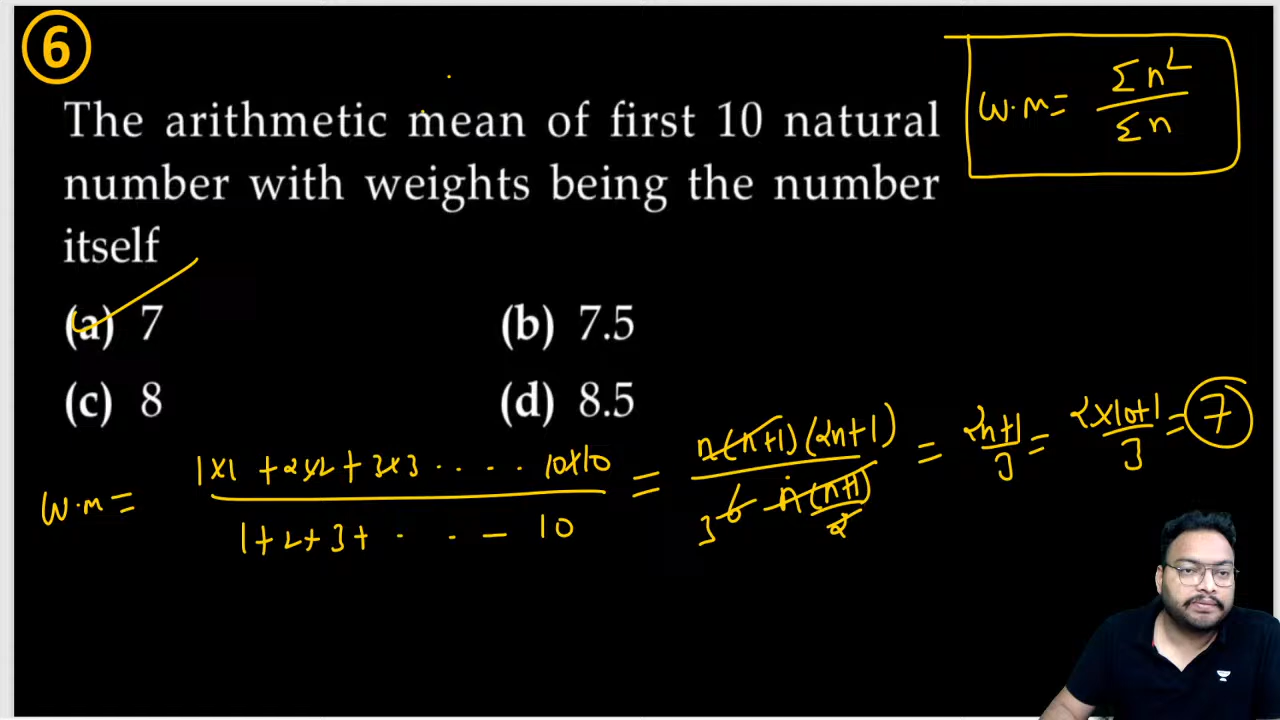 6
The arithmetic mean of first 10 natural
number with weights being the number
itself
(a) 7
(b) 7.5
(c) 8
(d) 8.5
W.M = Σn² / Σn
W.M = (1×1 + 2×2 + 3×3 .... 10×10) / (1+2+3+ . . – 10) = n(n+1)(2n+1) / 3 6 n(n+1)/2 = 2n+1 / 3 = 2×10+1 / 3 = 7